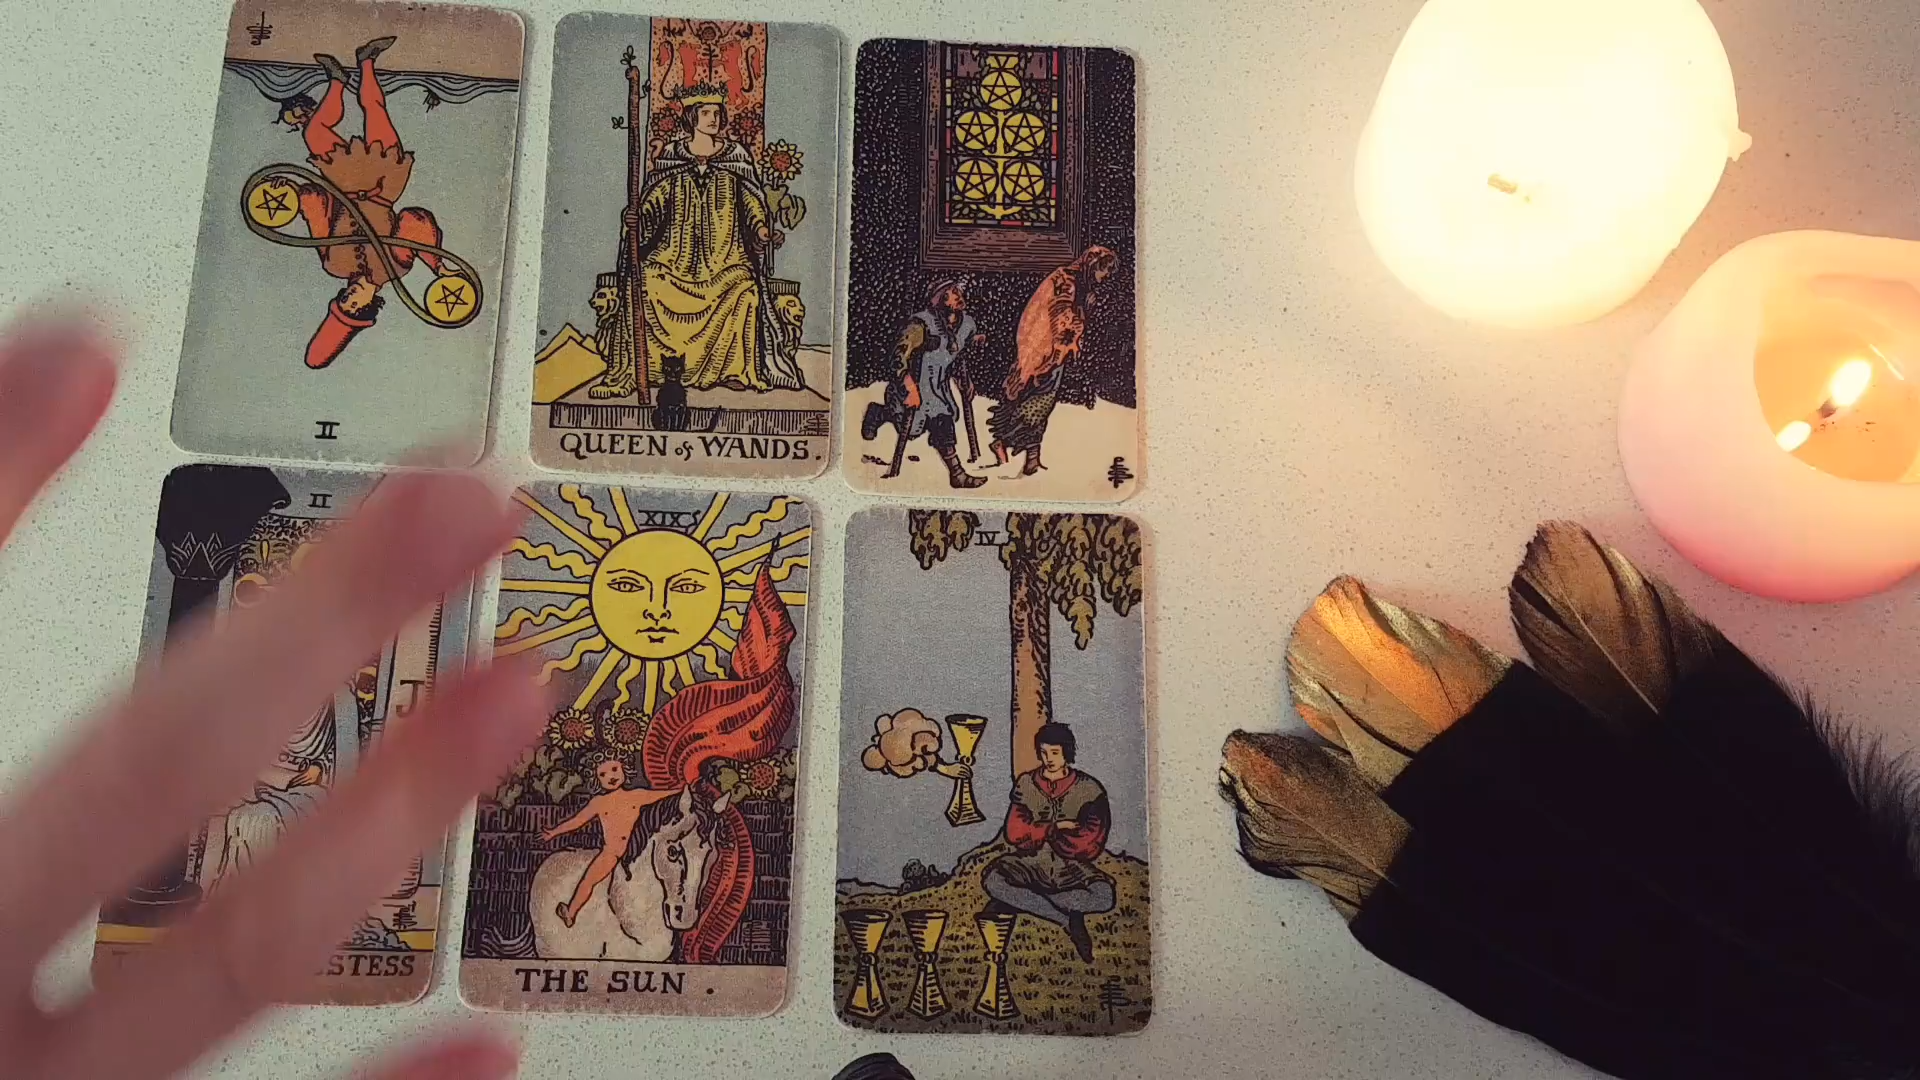 II
QUEEN of WANDS.
II
J
STESS
XIX
THE SUN .
IV